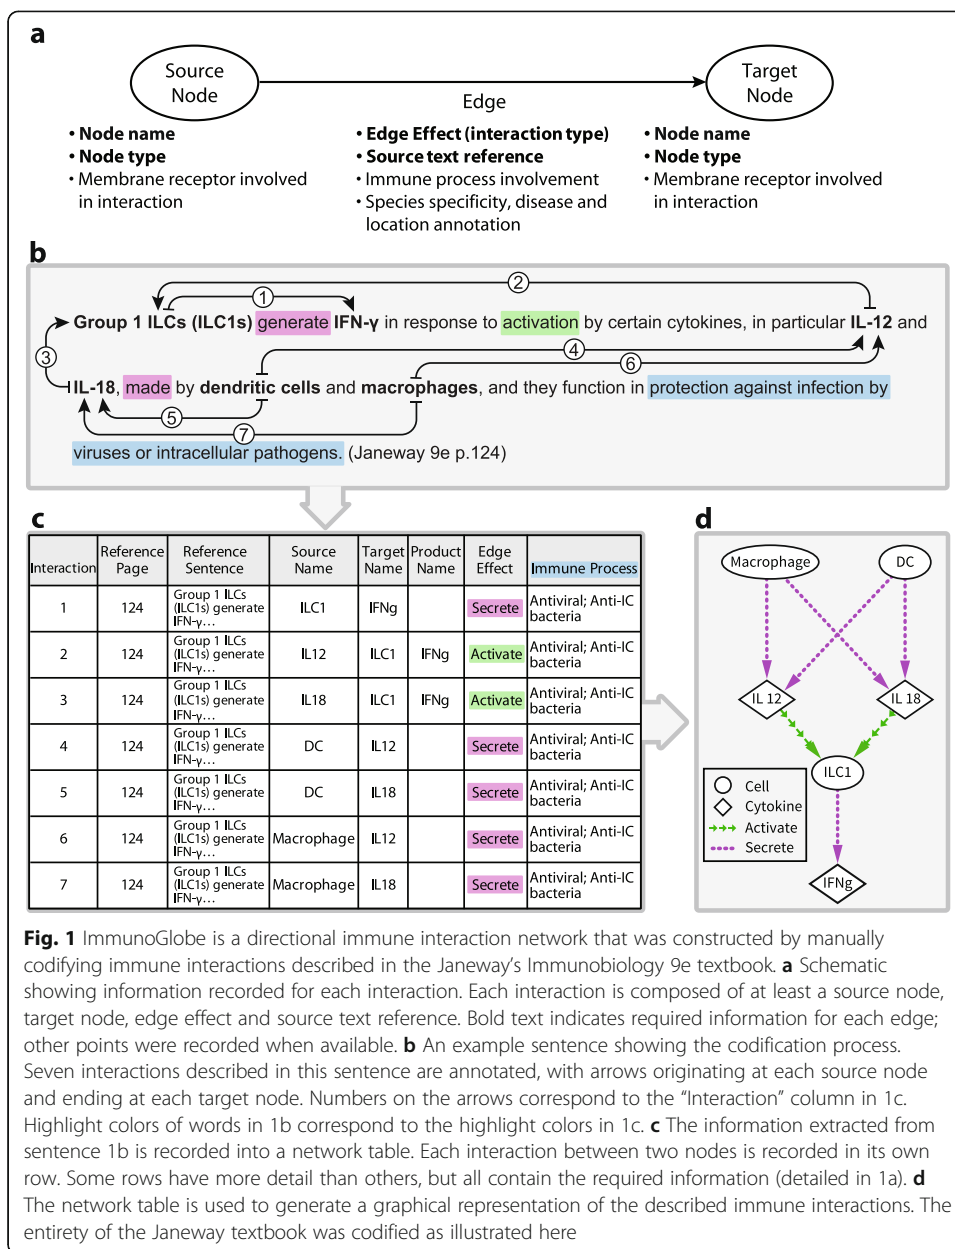 a
Source
Node
Target
Node
Edge
• Node name
• Node type
• Membrane receptor involved
in interaction
• Edge Effect (interaction type)
• Source text reference
• Immune process involvement
• Species specificity, disease and
location annotation
• Node name
• Node type
• Membrane receptor involved
in interaction
b
2
1
Group 1 ILCs (ILC1s) generate IFN-γ in response to activation by certain cytokines, in particular IL-12 and
3
4
6
IL-18, made by dendritic cells and macrophages, and they function in protection against infection by
5
7
viruses or intracellular pathogens. (Janeway 9e p.124)
c
Interaction Reference Page Reference Sentence Source Name Target Name Product Name Edge Effect Immune Process
1 124 Group 1 ILCs (ILC1s) generate IFN-γ... ILC1 IFNg Secrete Antiviral; Anti-IC bacteria
2 124 Group 1 ILCs (ILC1s) generate IFN-γ... IL12 ILC1 IFNg Activate Antiviral; Anti-IC bacteria
3 124 Group 1 ILCs (ILC1s) generate IFN-γ... IL18 ILC1 IFNg Activate Antiviral; Anti-IC bacteria
4 124 Group 1 ILCs (ILC1s) generate IFN-γ... DC IL12 Secrete Antiviral; Anti-IC bacteria
5 124 Group 1 ILCs (ILC1s) generate IFN-γ... DC IL18 Secrete Antiviral; Anti-IC bacteria
6 124 Group 1 ILCs (ILC1s) generate IFN-γ... Macrophage IL12 Secrete Antiviral; Anti-IC bacteria
7 124 Group 1 ILCs (ILC1s) generate IFN-γ... Macrophage IL18 Secrete Antiviral; Anti-IC bacteria
d
Macrophage
DC
IL 12
IL 18
ILC1
IFNg
Cell
Cytokine
Activate
Secrete
Fig. 1 ImmunoGlobe is a directional immune interaction network that was constructed by manually
codifying immune interactions described in the Janeway's Immunobiology 9e textbook. a Schematic
showing information recorded for each interaction. Each interaction is composed of at least a source node,
target node, edge effect and source text reference. Bold text indicates required information for each edge;
other points were recorded when available. b An example sentence showing the codification process.
Seven interactions described in this sentence are annotated, with arrows originating at each source node
and ending at each target node. Numbers on the arrows correspond to the "Interaction" column in 1c.
Highlight colors of words in 1b correspond to the highlight colors in 1c. c The information extracted from
sentence 1b is recorded into a network table. Each interaction between two nodes is recorded in its own
row. Some rows have more detail than others, but all contain the required information (detailed in 1a). d
The network table is used to generate a graphical representation of the described immune interactions. The
entirety of the Janeway textbook was codified as illustrated here